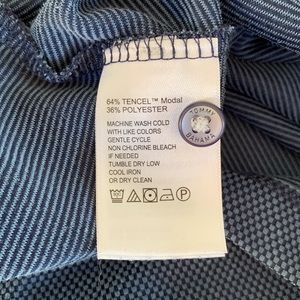 64% TENCEL™ Modal
36% POLYESTER
MACHINE WASH COLD
WITH LIKE COLORS
GENTLE CYCLE
NON CHLORINE BLEACH
IF NEEDED
TUMBLE DRY LOW
COOL IRON
OR DRY CLEAN
TOMMY
BAHAMA